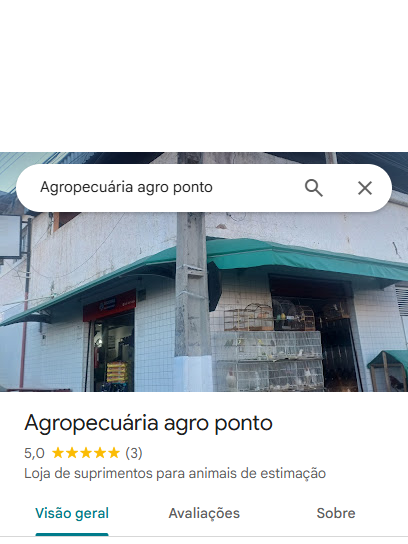 Agropecuária agro ponto
Agropecuária agro ponto
5,0 (3)
Loja de suprimentos para animais de estimação
Visão geral
Avaliações
Sobre